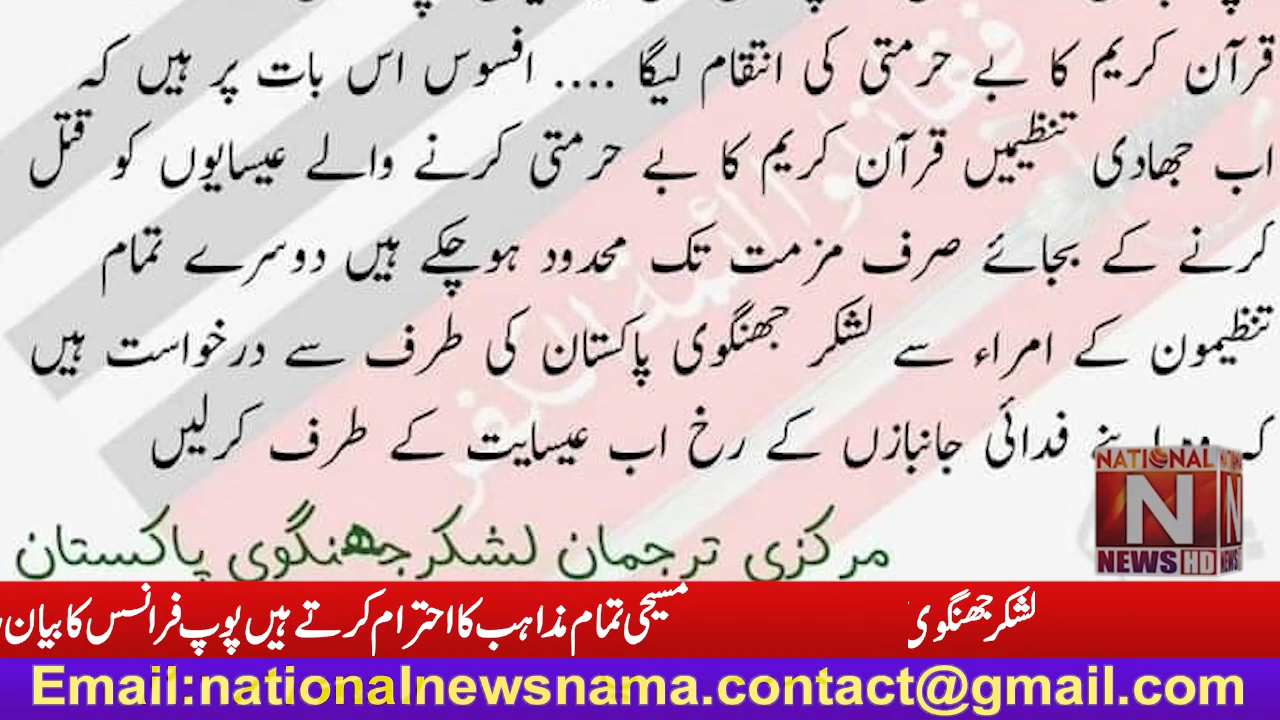 قرآن کریم کا بے حرمتی کی انتقام لیگا .... افسوس اس بات پر ہیں کہ
اب جھادی تنظیمیں قرآن کریم کا بے حرمتی کرنے والے عیسایوں کو قتل
کرنے کے بجائے صرف مزمت تک محدود ہوچکے ہیں دوسرے تمام
تنظیمون کے امراء سے لشکر جھنگوی پاکستان کی طرف سے درخواست ہیں
فدائی جانبازں کے رخ اب عیسایت کے طرف کرلیں
مرکزی ترجمان لشکرجھنگوی پاکستان
NATIONAL
N
NEWS HD
لشکر جھنگوی
مسیحی تمام مذاہب کا احترام کرتے ہیں پوپ فرانسس کا بیان
Email:nationalnewsnama.contact@gmail.com